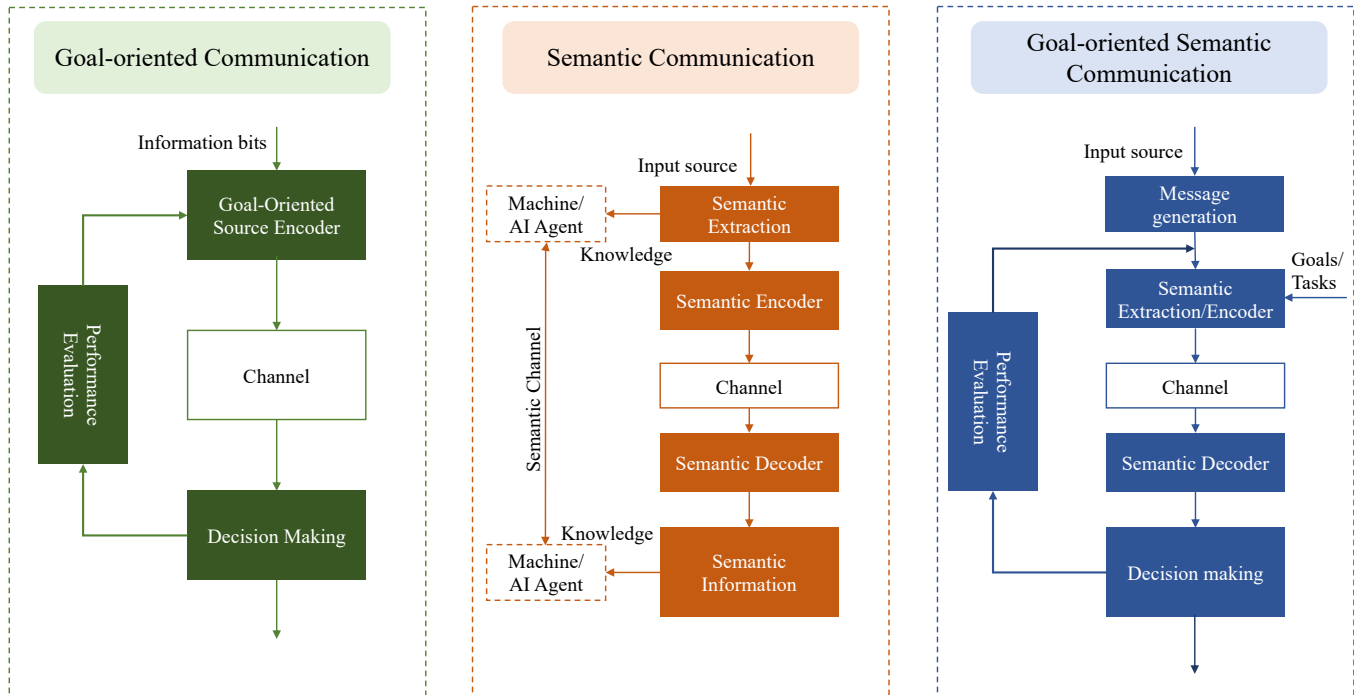 Goal-oriented Communication
Information bits
Goal-Oriented
Source Encoder
Channel
Performance
Evaluation
Decision Making
Semantic Communication
Input source
Machine/
AI Agent
Semantic
Extraction
Knowledge
Semantic Encoder
Channel
Semantic Channel
Semantic Decoder
Knowledge
Machine/
AI Agent
Semantic
Information
Goal-oriented Semantic
Communication
Input source
Message
generation
Goals/
Tasks
Semantic
Extraction/Encoder
Performance
Evaluation
Channel
Semantic Decoder
Decision making